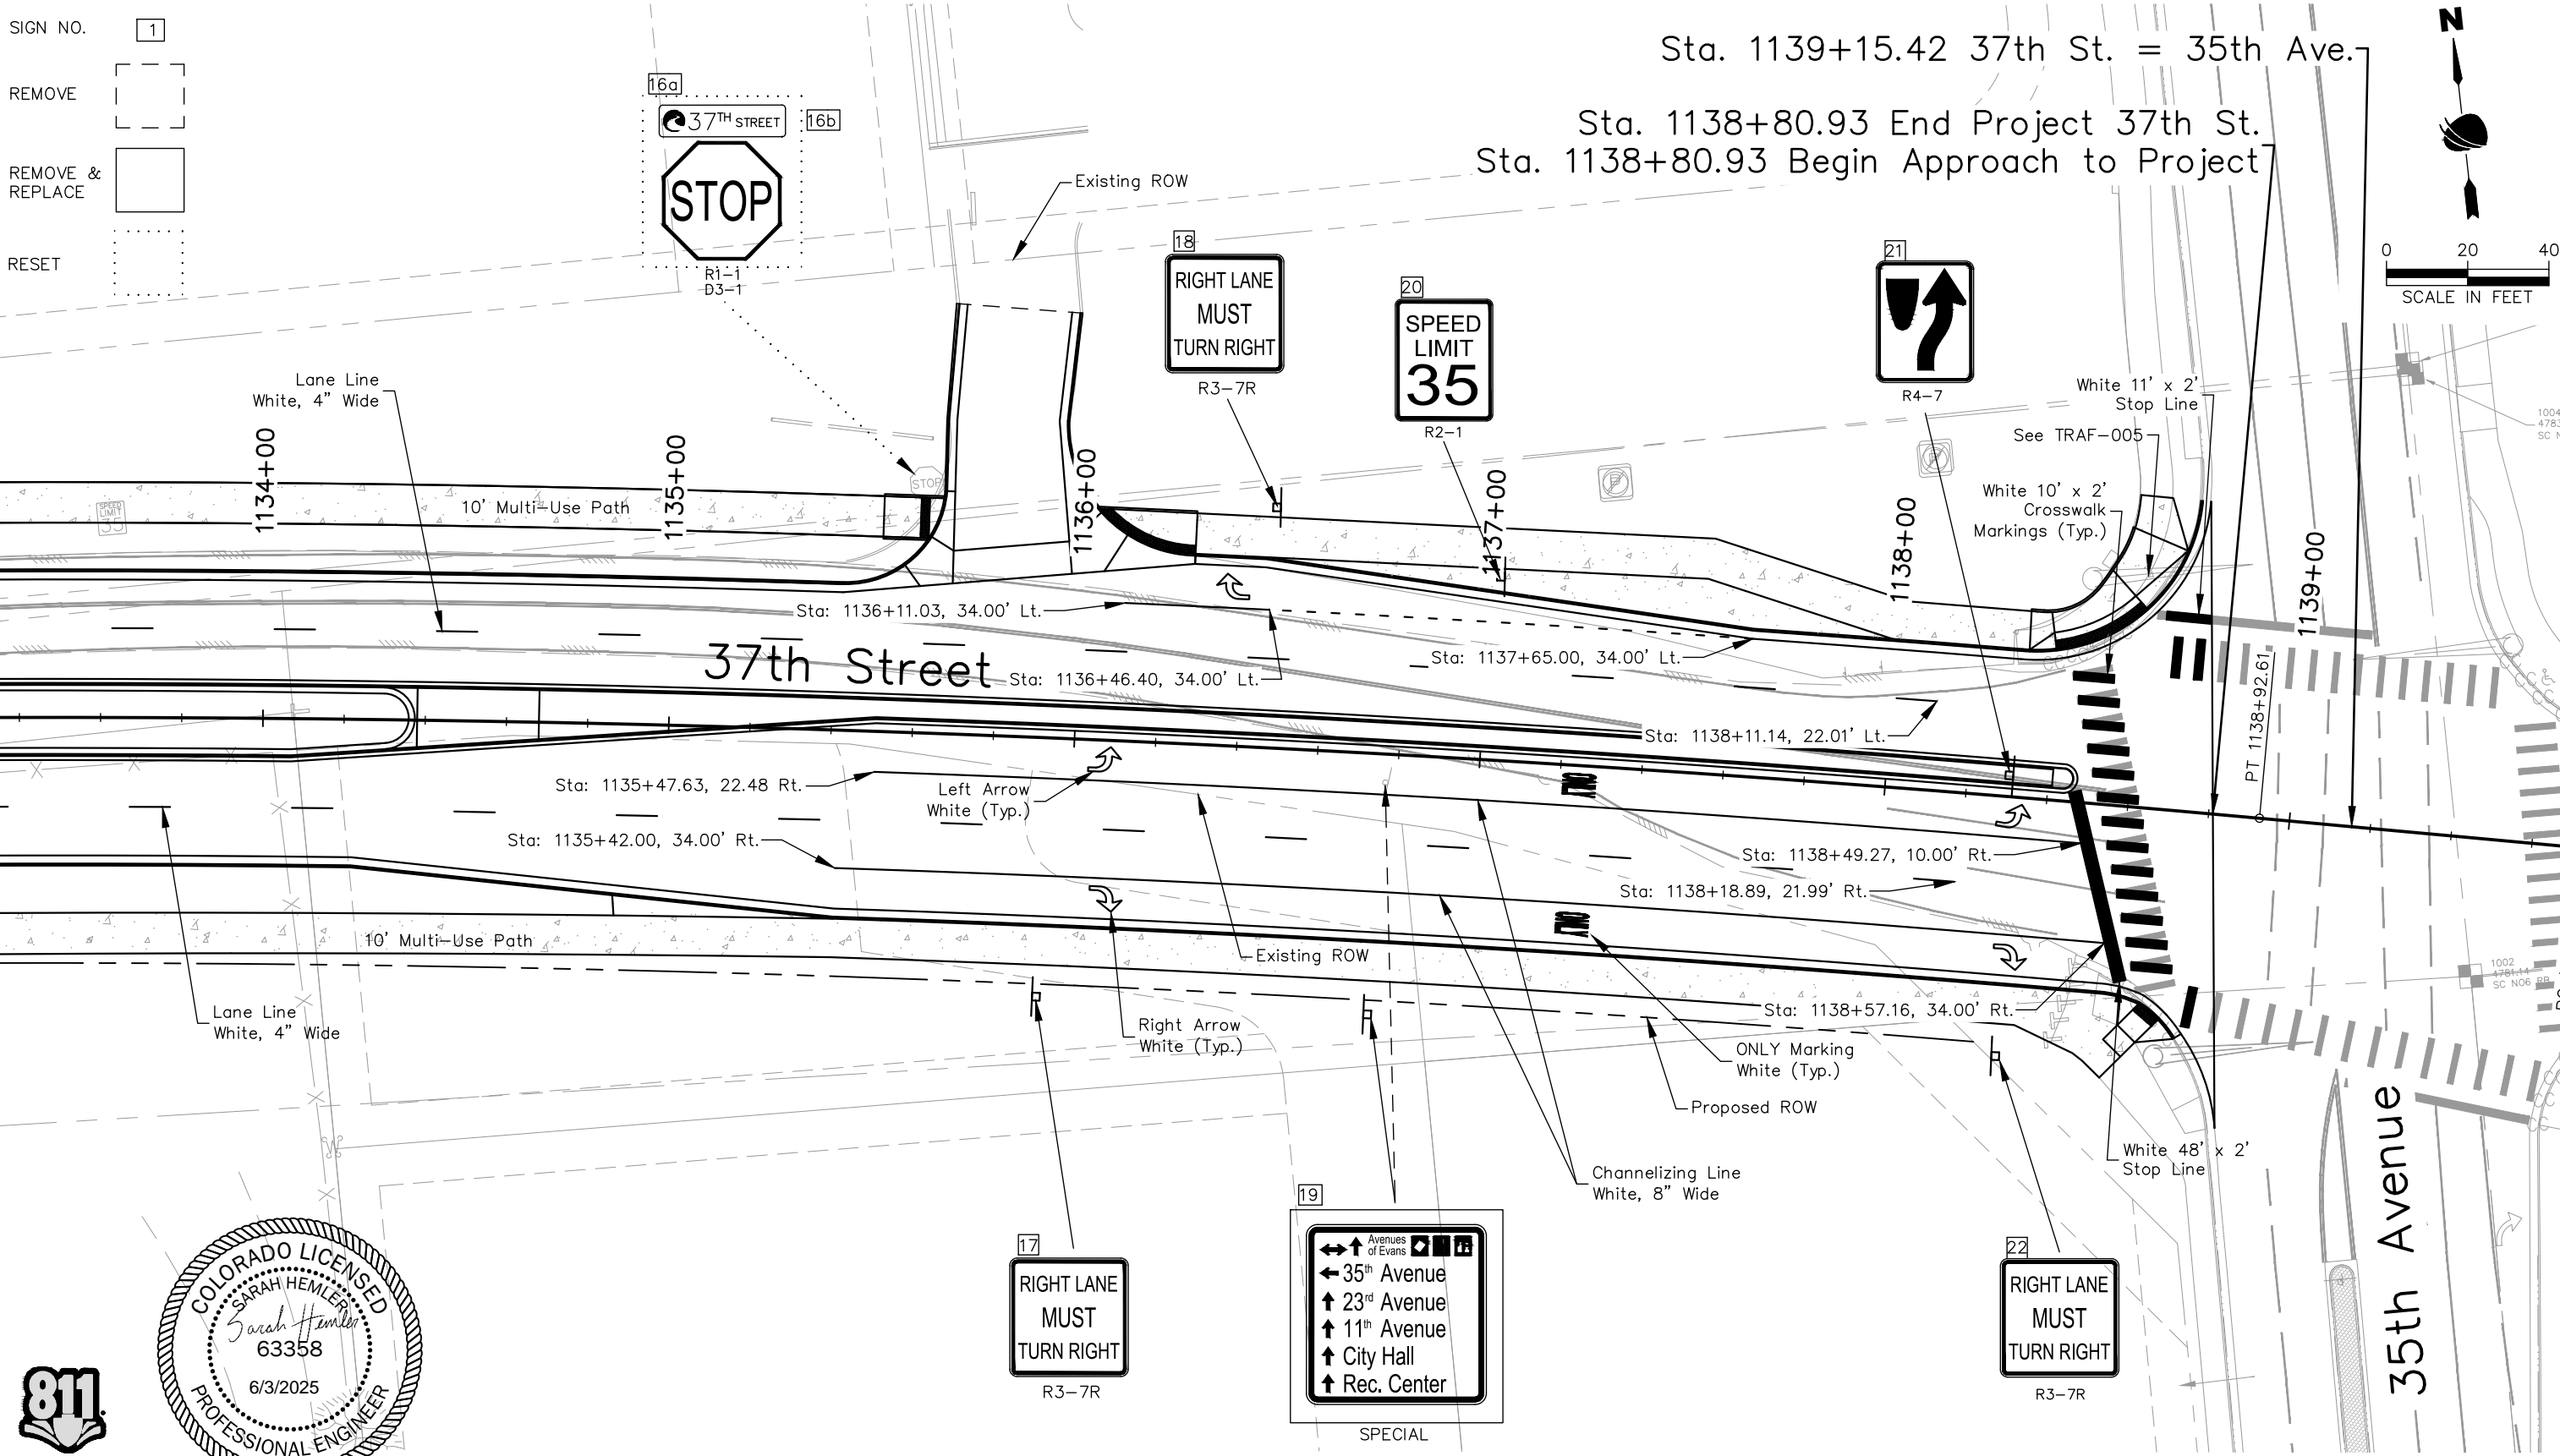 SIGN NO.
1
REMOVE
REMOVE &
REPLACE
RESET
16a
37TH STREET
16b
STOP
R1-1
D3-1
Existing ROW
18
RIGHT LANE
MUST
TURN RIGHT
R3-7R
20
SPEED
LIMIT
35
R2-1
21
R4-7
Sta. 1139+15.42 37th St. = 35th Ave.
Sta. 1138+80.93 End Project 37th St.
Sta. 1138+80.93 Begin Approach to Project
N
0 20 40
SCALE IN FEET
Lane Line
White, 4" Wide
White 11' x 2'
Stop Line
See TRAF-005
White 10' x 2'
Crosswalk
Markings (Typ.)
1134+00
1135+00
1136+00
1137+00
1138+00
1139+00
SPEED
LIMIT
35
10' Multi-Use Path
STOP
Sta: 1136+11.03, 34.00' Lt.
37th Street
Sta: 1136+46.40, 34.00' Lt.
Sta: 1137+65.00, 34.00' Lt.
Sta: 1138+11.14, 22.01' Lt.
PT 1138+92.61
Sta: 1135+47.63, 22.48 Rt.
Left Arrow
White (Typ.)
ONLY
Sta: 1135+42.00, 34.00' Rt.
Sta: 1138+49.27, 10.00' Rt.
Sta: 1138+18.89, 21.99' Rt.
ONLY
10' Multi-Use Path
Existing ROW
1002
4781.14
Lane Line
White, 4" Wide
Right Arrow
White (Typ.)
Sta: 1138+57.16, 34.00' Rt.
ONLY Marking
White (Typ.)
Proposed ROW
White 48' x 2'
Stop Line
Channelizing Line
White, 8" Wide
35th Avenue
17
RIGHT LANE
MUST
TURN RIGHT
R3-7R
19
Avenues
of Evans
35th Avenue
23rd Avenue
11th Avenue
City Hall
Rec. Center
SPECIAL
22
RIGHT LANE
MUST
TURN RIGHT
R3-7R
COLORADO LICENSED
SARAH HEMLER
Sarah Hemler
63358
6/3/2025
PROFESSIONAL ENGINEER
811